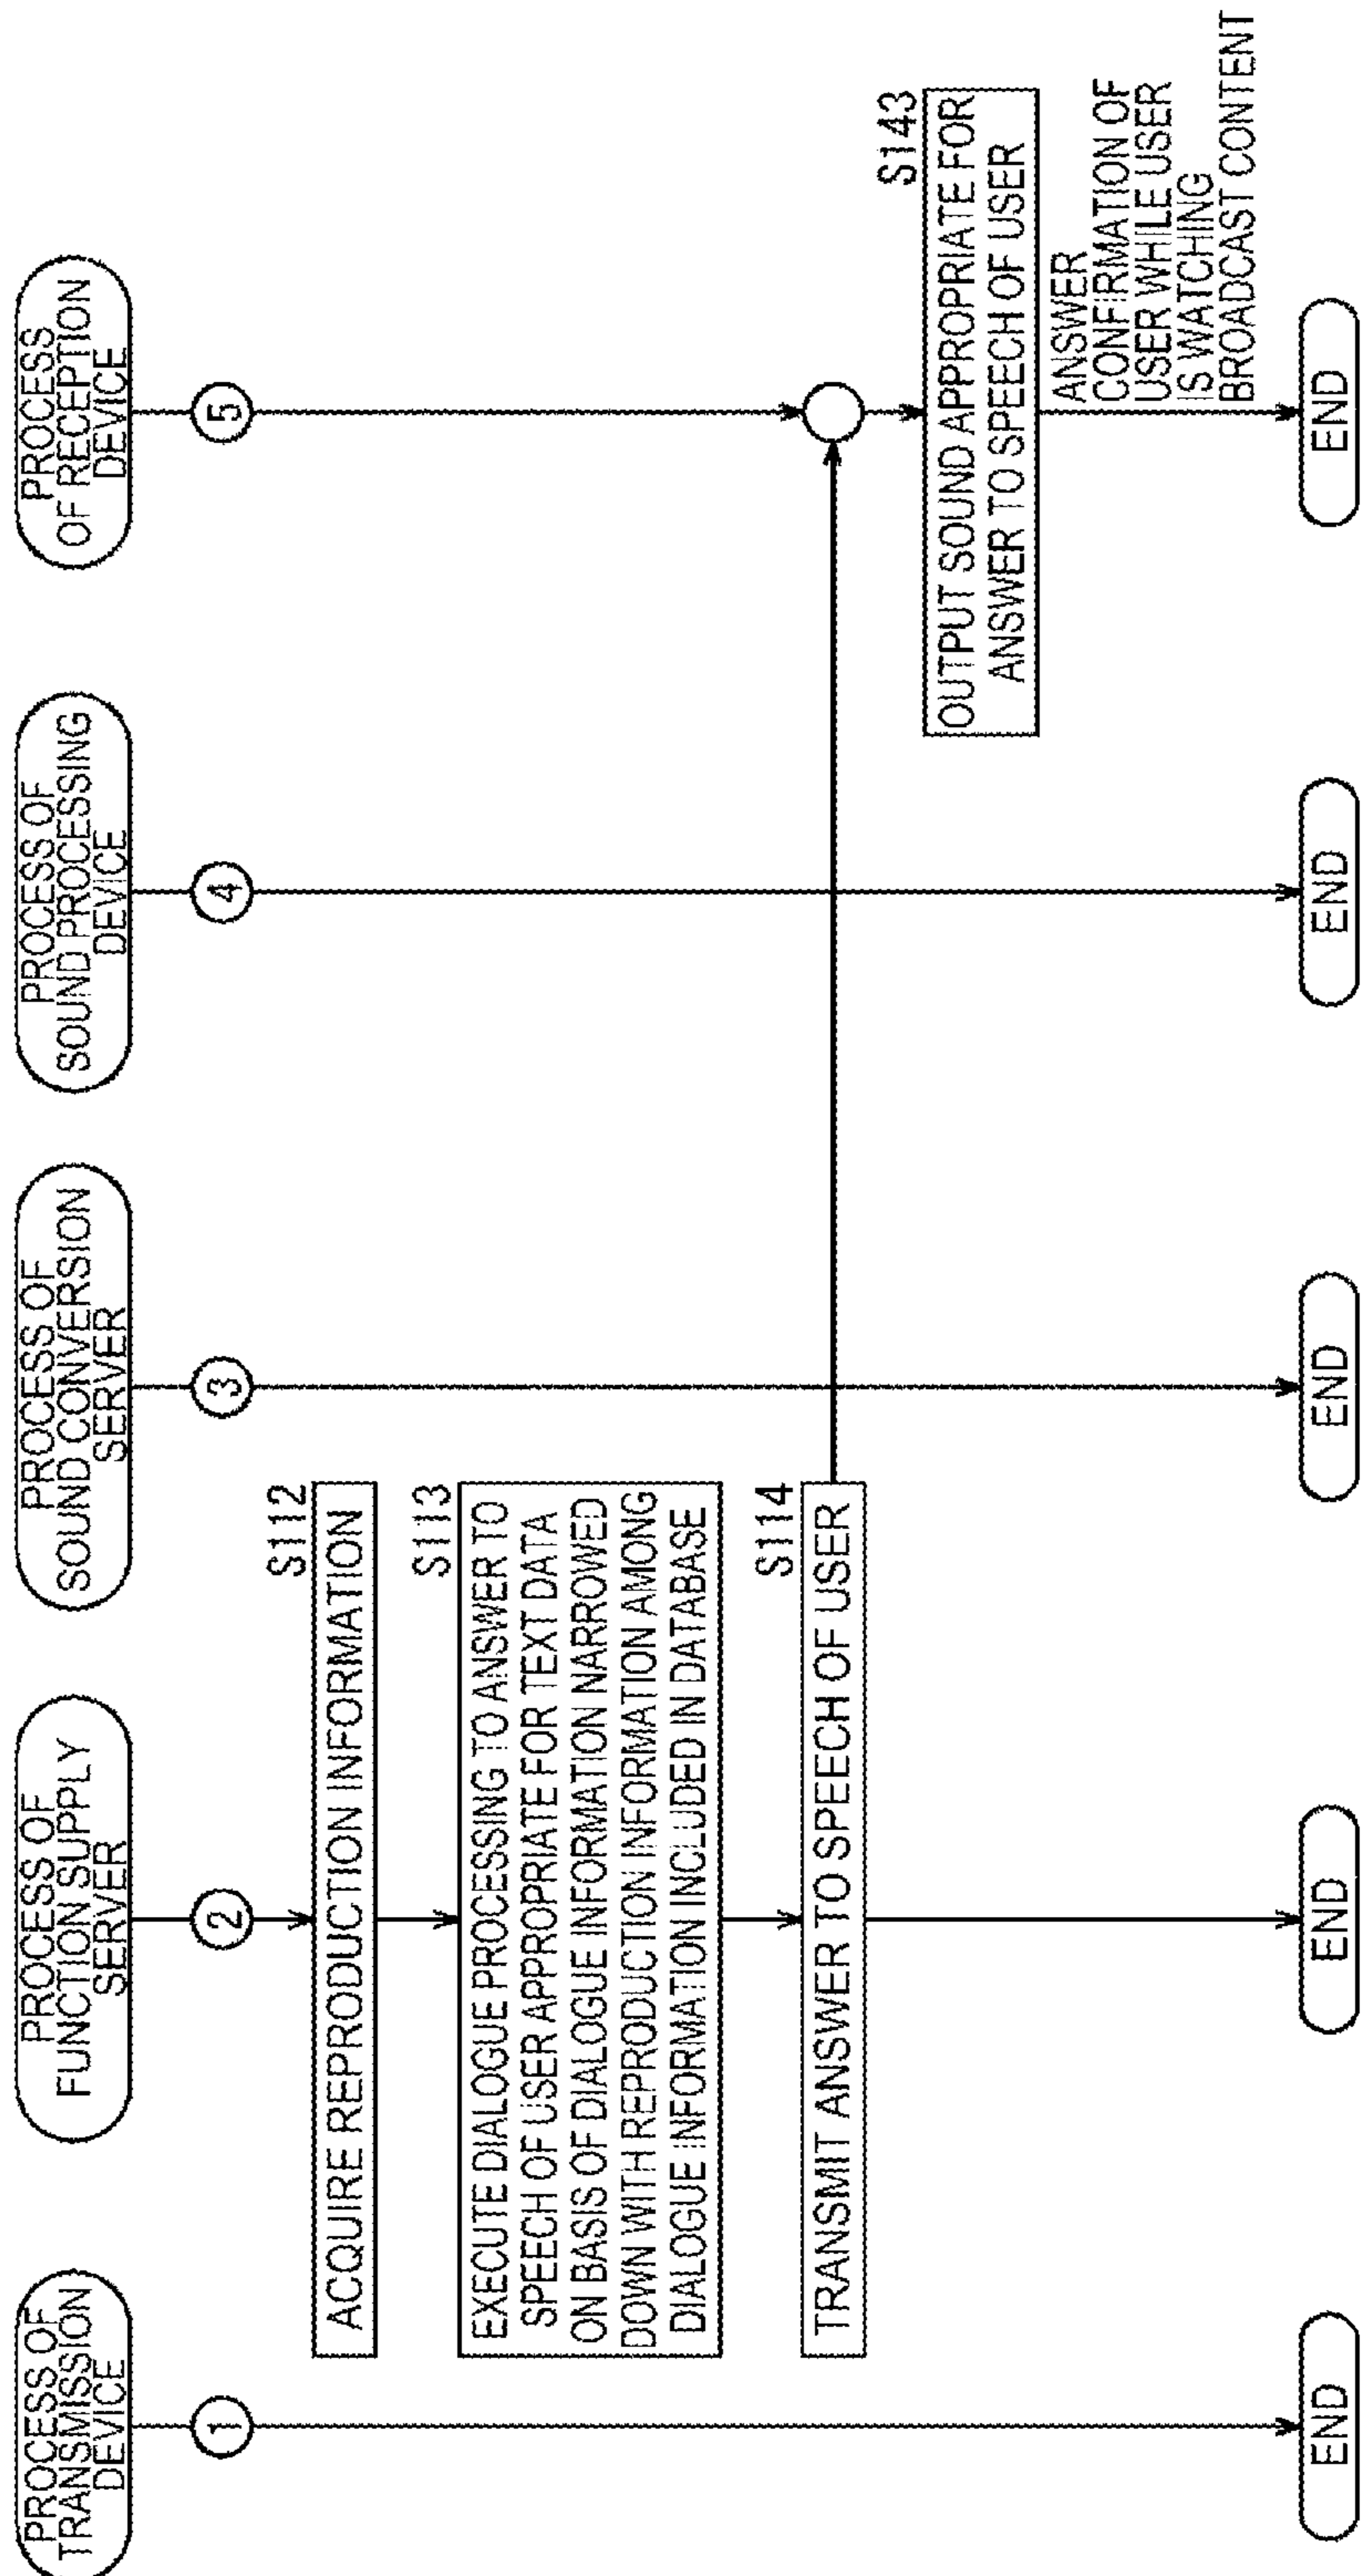 PROCESS OF
TRANSMISSION
DEVICE
PROCESS OF
FUNCTION SUPPLY
SERVER
PROCESS OF
SOUND CONVERSION
SERVER
PROCESS OF
SOUND PROCESSING
DEVICE
PROCESS
OF RECEPTION
DEVICE
1
2
3
4
5
S112
ACQUIRE REPRODUCTION INFORMATION
S113
EXECUTE DIALOGUE PROCESSING TO ANSWER TO
SPEECH OF USER APPROPRIATE FOR TEXT DATA
ON BASIS OF DIALOGUE INFORMATION NARROWED
DOWN WITH REPRODUCTION INFORMATION AMONG
DIALOGUE INFORMATION INCLUDED IN DATABASE
S114
TRANSMIT ANSWER TO SPEECH OF USER
S143
OUTPUT SOUND APPROPRIATE FOR
ANSWER TO SPEECH OF USER
ANSWER
CONFIRMATION OF
USER WHILE USER
IS WATCHING
BROADCAST CONTENT
END
END
END
END
END